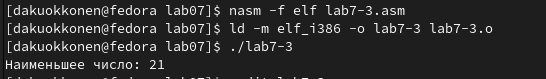 [dakuokkonen@fedora lab07]$ nasm -f elf lab7-3.asm
[dakuokkonen@fedora lab07]$ ld -m elf_i386 -o lab7-3 lab7-3.o
[dakuokkonen@fedora lab07]$ ./lab7-3
Наименьшее число: 21